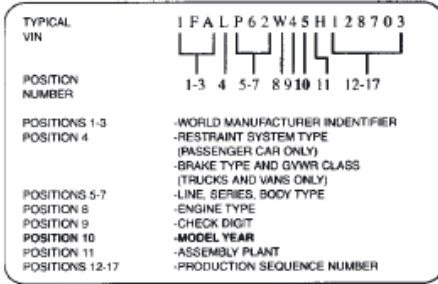 TYPICAL 1 F A L P 6 2 W 4 5 H 1 2 8 7 0 3
VIN
POSITION 1-3 4 5-7 8 9 10 11 12-17
NUMBER
POSITIONS 1-3 -WORLD MANUFACTURER INDENTIFIER
POSITION 4 -RESTRAINT SYSTEM TYPE
(PASSENGER CAR ONLY)
-BRAKE TYPE AND GVWR CLASS
(TRUCKS AND VANS ONLY)
POSITIONS 5-7 -LINE, SERIES, BODY TYPE
POSITION 8 -ENGINE TYPE
POSITION 9 -CHECK DIGIT
POSITION 10 -MODEL YEAR
POSITION 11 -ASSEMBLY PLANT
POSITIONS 12-17 -PRODUCTION SEQUENCE NUMBER